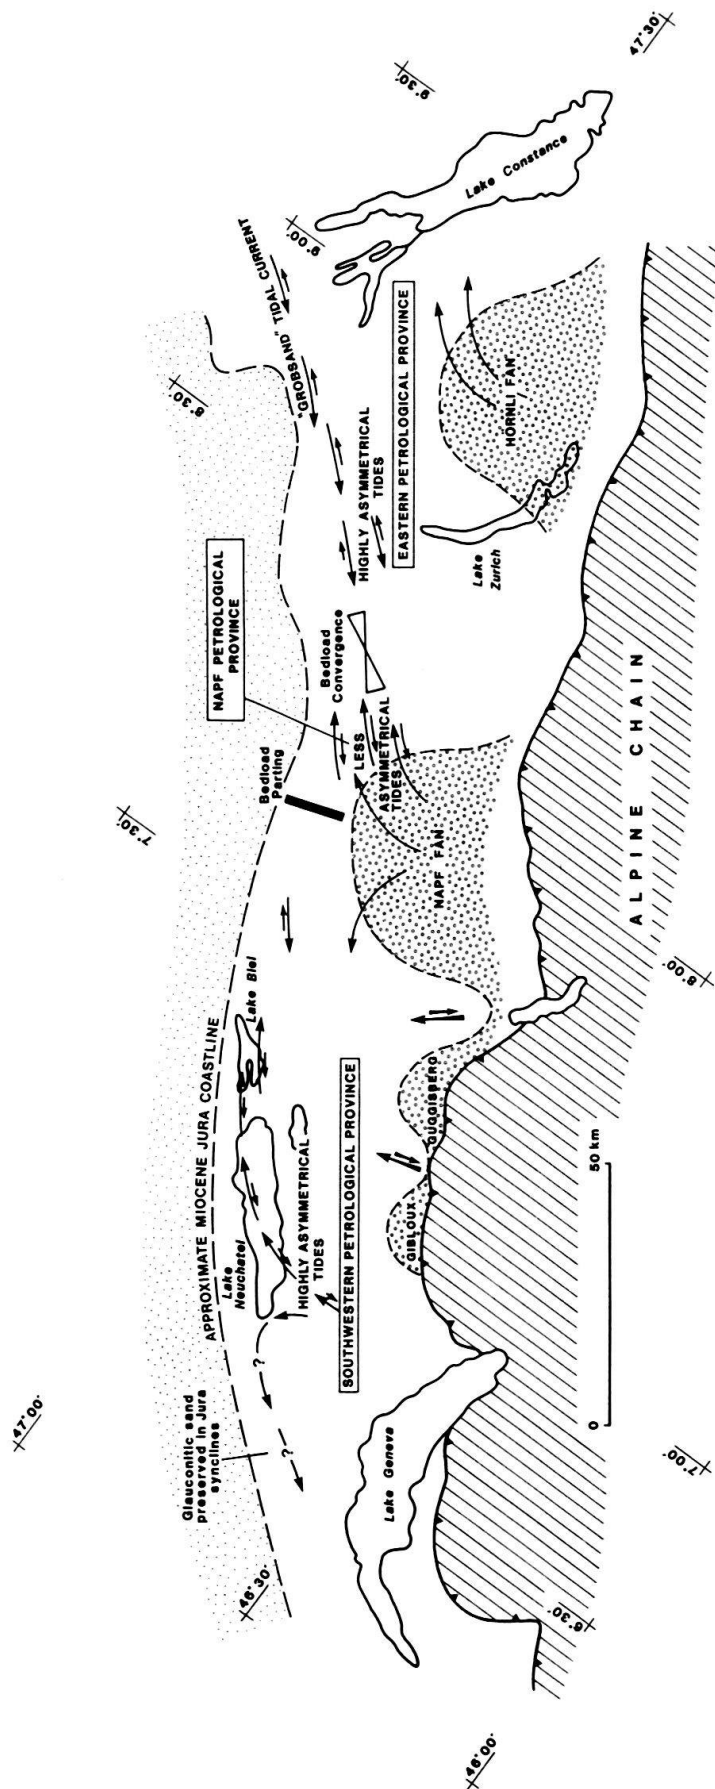 47°00'
47°30'
46°30'
7°30'
8°30'
9°00'
9°30'
47°30'
46°00'
6°30'
7°00'
8°00'
Glauconitic sand
preserved in Jura
synclines
APPROXIMATE MIOCENE JURA COASTLINE
?
?
Lake
Neuchatel
Lake Biel
Bedload
Parting
NAPF PETROLOGICAL
PROVINCE
"GROBSAND" TIDAL CURRENT
HIGHLY ASYMMETRICAL
TIDES
SOUTHWESTERN PETROLOGICAL PROVINCE
LESS
ASYMMETRICAL
TIDES
Bedload
Convergence
HIGHLY ASYMMETRICAL
TIDES
EASTERN PETROLOGICAL PROVINCE
Lake Geneva
GIBLOUX
GUGGISBERG
NAPF FAN
Lake
Zurich
HÖRNLI FAN
Lake Constance
ALPINE CHAIN
0
50 km